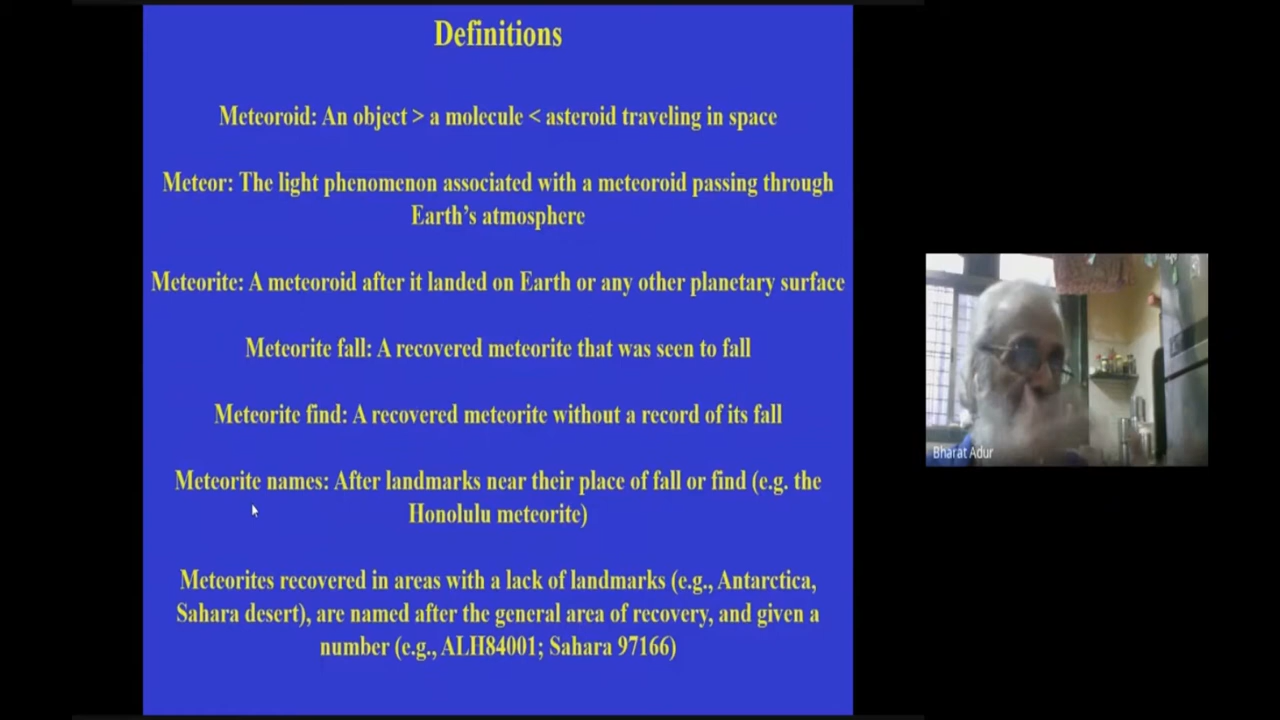 Definitions
Meteoroid: An object > a molecule < asteroid traveling in space
Meteor: The light phenomenon associated with a meteoroid passing through
Earth’s atmosphere
Meteorite: A meteoroid after it landed on Earth or any other planetary surface
Meteorite fall: A recovered meteorite that was seen to fall
Meteorite find: A recovered meteorite without a record of its fall
Meteorite names: After landmarks near their place of fall or find (e.g. the
Honolulu meteorite)
Meteorites recovered in areas with a lack of landmarks (e.g., Antarctica,
Sahara desert), are named after the general area of recovery, and given a
number (e.g., ALH84001; Sahara 97166)
Bharat Adur